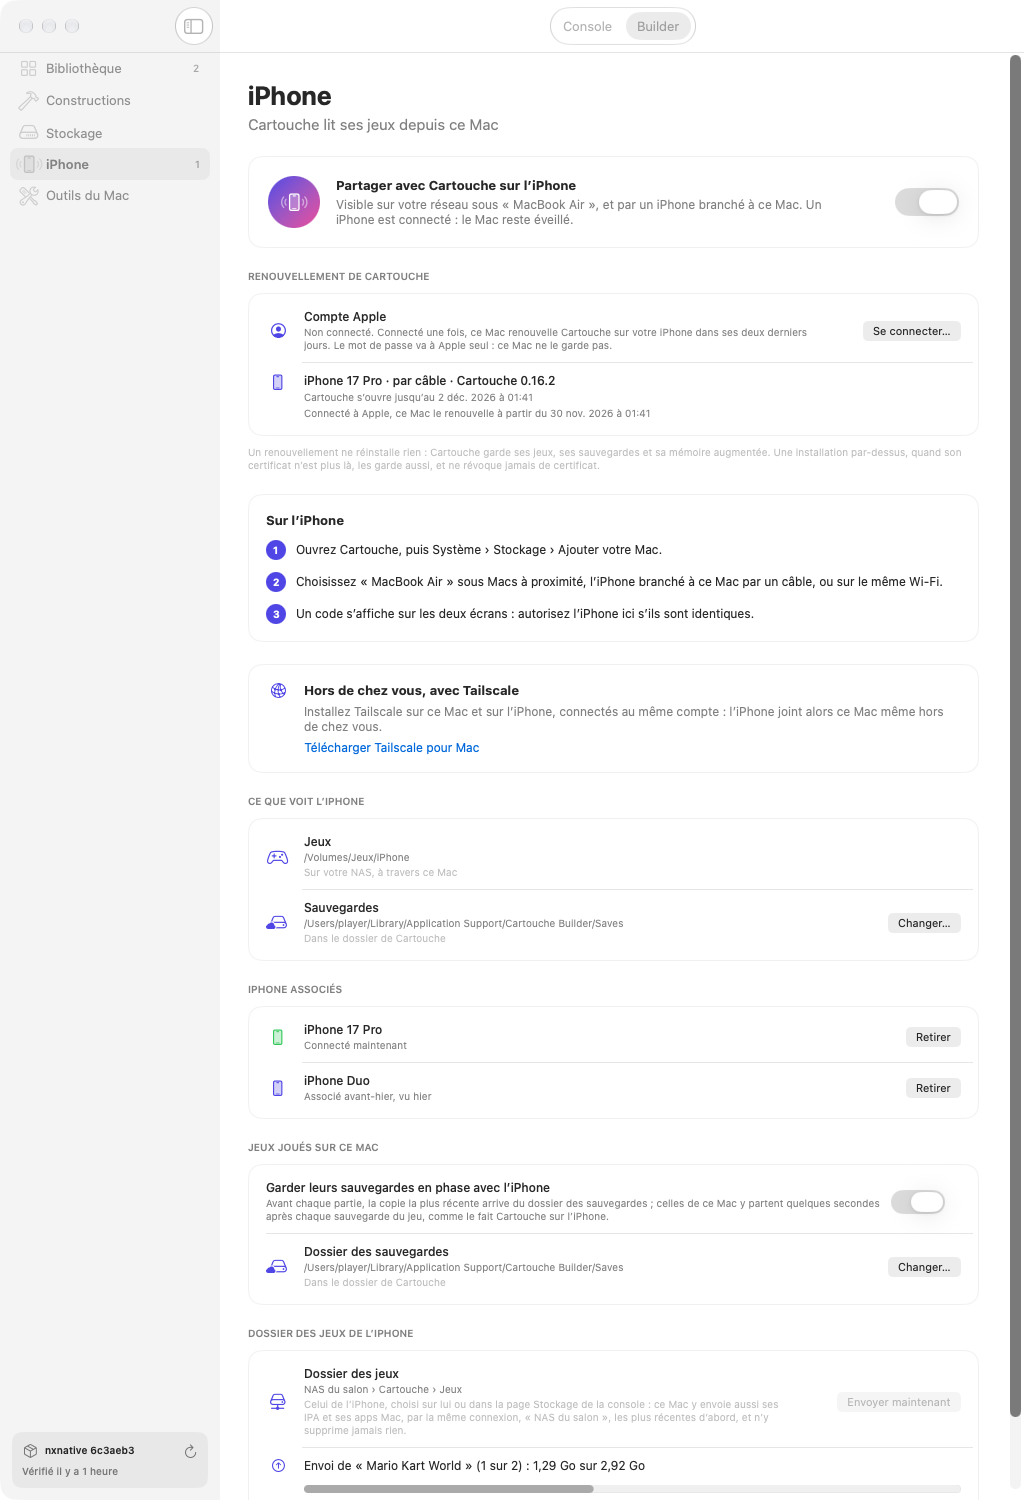 Console
Builder
Bibliothèque
2
Constructions
Stockage
iPhone
1
Outils du Mac
iPhone
Cartouche lit ses jeux depuis ce Mac
Partager avec Cartouche sur l’iPhone
Visible sur votre réseau sous « MacBook Air », et par un iPhone branché à ce Mac. Un
iPhone est connecté : le Mac reste éveillé.
RENOUVELLEMENT DE CARTOUCHE
Compte Apple
Non connecté. Connecté une fois, ce Mac renouvelle Cartouche sur votre iPhone dans ses deux derniers
jours. Le mot de passe va à Apple seul : ce Mac ne le garde pas.
Se connecter…
iPhone 17 Pro · par câble · Cartouche 0.16.2
Cartouche s’ouvre jusqu’au 2 déc. 2026 à 01:41
Connecté à Apple, ce Mac le renouvelle à partir du 30 nov. 2026 à 01:41
Un renouvellement ne réinstalle rien : Cartouche garde ses jeux, ses sauvegardes et sa mémoire augmentée. Une installation par-dessus, quand son
certificat n’est plus là, les garde aussi, et ne révoque jamais de certificat.
Sur l’iPhone
1 Ouvrez Cartouche, puis Système › Stockage › Ajouter votre Mac.
2 Choisissez « MacBook Air » sous Macs à proximité, l’iPhone branché à ce Mac par un câble, ou sur le même Wi-Fi.
3 Un code s’affiche sur les deux écrans : autorisez l’iPhone ici s’ils sont identiques.
Hors de chez vous, avec Tailscale
Installez Tailscale sur ce Mac et sur l’iPhone, connectés au même compte : l’iPhone joint alors ce Mac même hors
de chez vous.
Télécharger Tailscale pour Mac
CE QUE VOIT L’IPHONE
Jeux
/Volumes/Jeux/iPhone
Sur votre NAS, à travers ce Mac
Sauvegardes
/Users/player/Library/Application Support/Cartouche Builder/Saves
Dans le dossier de Cartouche
Changer…
IPHONE ASSOCIÉS
iPhone 17 Pro
Connecté maintenant
Retirer
iPhone Duo
Associé avant-hier, vu hier
Retirer
JEUX JOUÉS SUR CE MAC
Garder leurs sauvegardes en phase avec l’iPhone
Avant chaque partie, la copie la plus récente arrive du dossier des sauvegardes ; celles de ce Mac y partent quelques secondes
après chaque sauvegarde du jeu, comme le fait Cartouche sur l’iPhone.
Dossier des sauvegardes
/Users/player/Library/Application Support/Cartouche Builder/Saves
Dans le dossier de Cartouche
Changer…
DOSSIER DES JEUX DE L’IPHONE
Dossier des jeux
NAS du salon › Cartouche › Jeux
Celui de l’iPhone, choisi sur lui ou dans la page Stockage de la console : ce Mac y envoie aussi ses
IPA et ses apps Mac, par la même connexion, « NAS du salon », les plus récentes d’abord, et n’y
supprime jamais rien.
Envoyer maintenant
Envoi de « Mario Kart World » (1 sur 2) : 1,29 Go sur 2,92 Go
nxnative 6c3aeb3
Vérifié il y a 1 heure